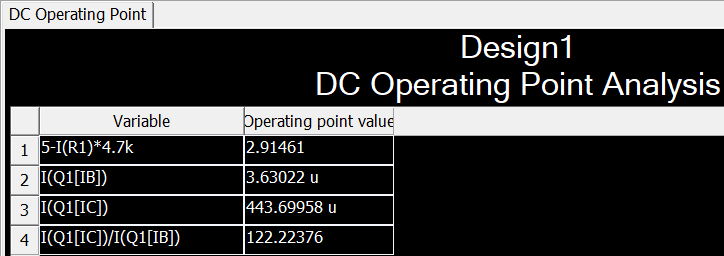 DC Operating Point
Design1
DC Operating Point Analysis
Variable Operating point value
1 5-I(R1)*4.7k 2.91461
2 I(Q1[IB]) 3.63022 u
3 I(Q1[IC]) 443.69958 u
4 I(Q1[IC])/I(Q1[IB]) 122.22376